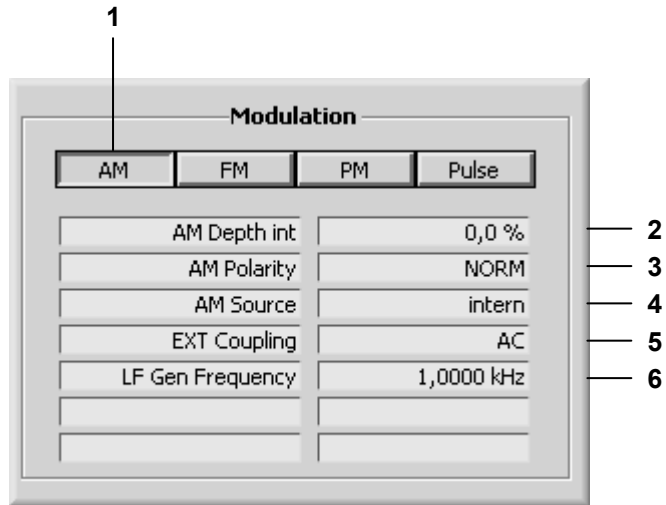 1
Modulation
AM FM PM Pulse
AM Depth int 0,0 % 2
AM Polarity NORM 3
AM Source intern 4
EXT Coupling AC 5
LF Gen Frequency 1,0000 kHz 6